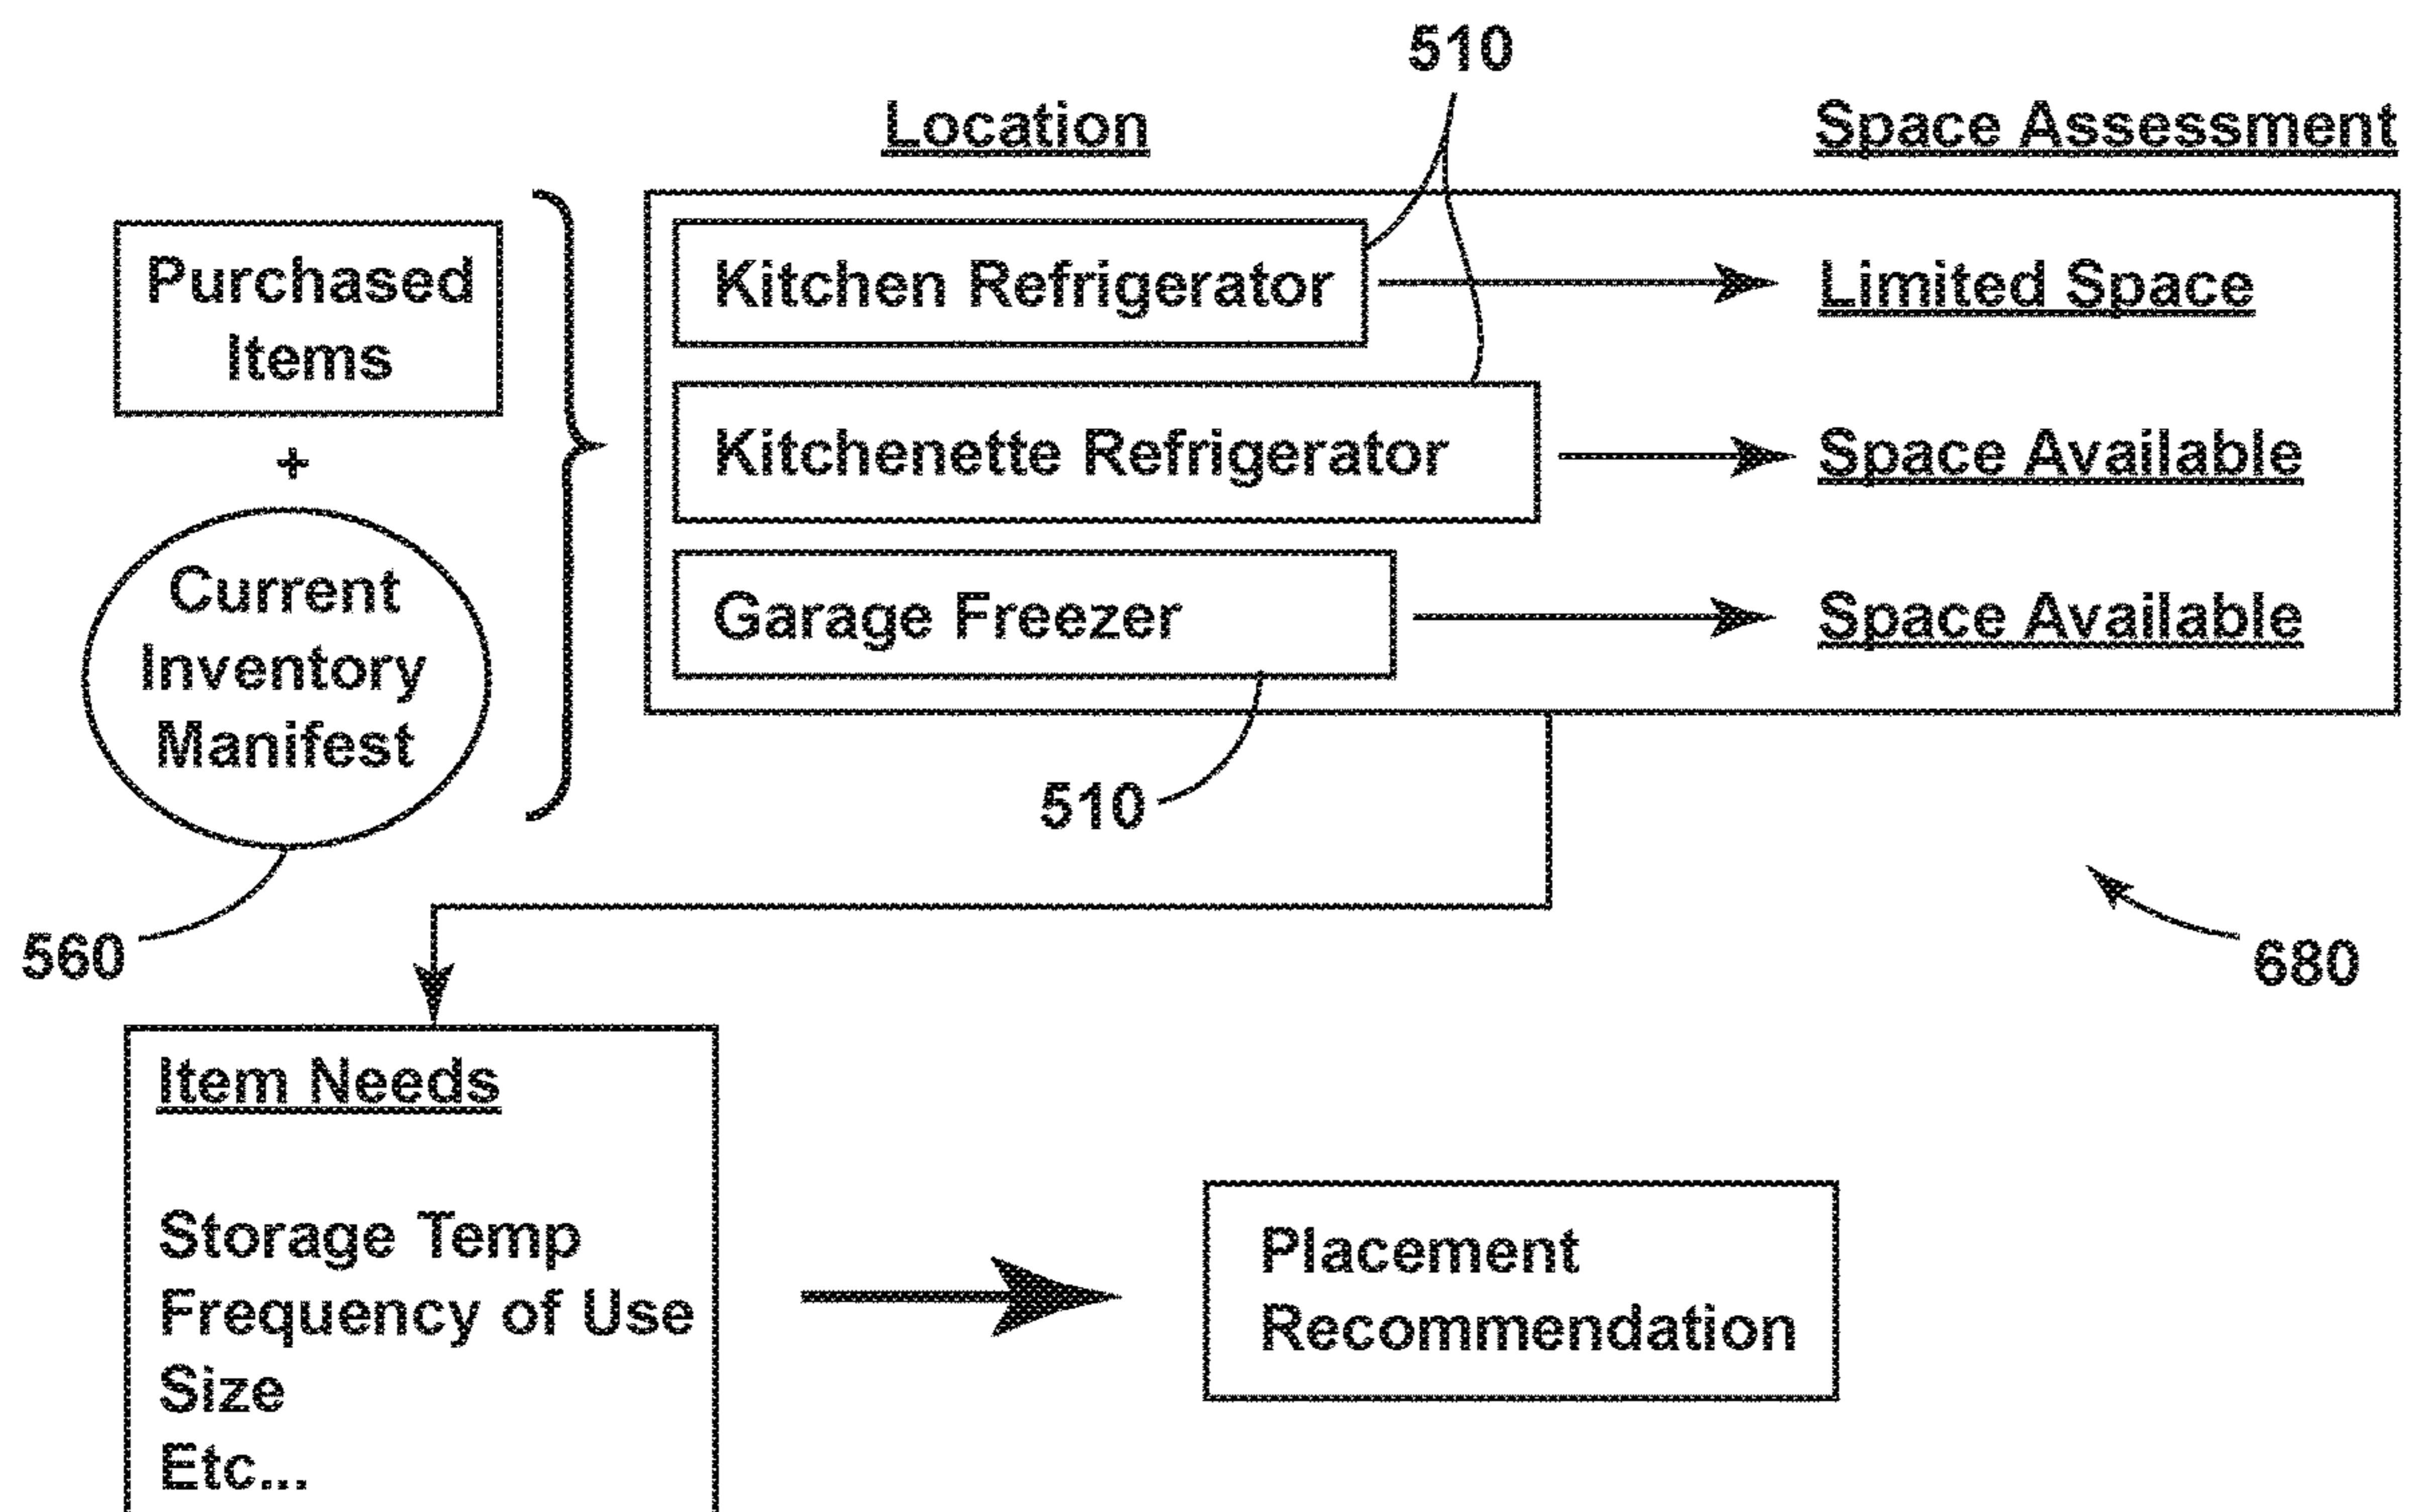 510
Location
Space Assessment
Purchased
Items
+
Current
Inventory
Manifest
560
Kitchen Refrigerator
Limited Space
Kitchenette Refrigerator
Space Available
Garage Freezer
Space Available
510
680
Item Needs
Storage Temp
Frequency of Use
Size
Etc...
Placement
Recommendation